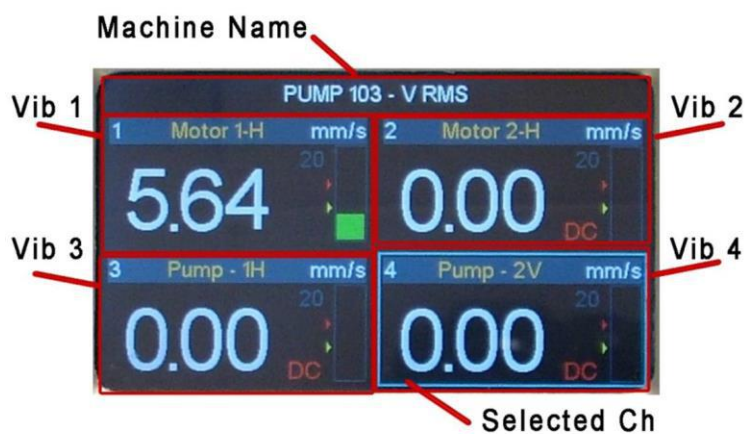 Machine Name
PUMP 103 - V RMS
Vib 1
Vib 2
1 Motor 1-H mm/s
20
5.64
2 Motor 2-H mm/s
20
0.00
DC
Vib 3
Vib 4
3 Pump - 1H mm/s
20
0.00
DC
4 Pump - 2V mm/s
20
0.00
DC
Selected Ch